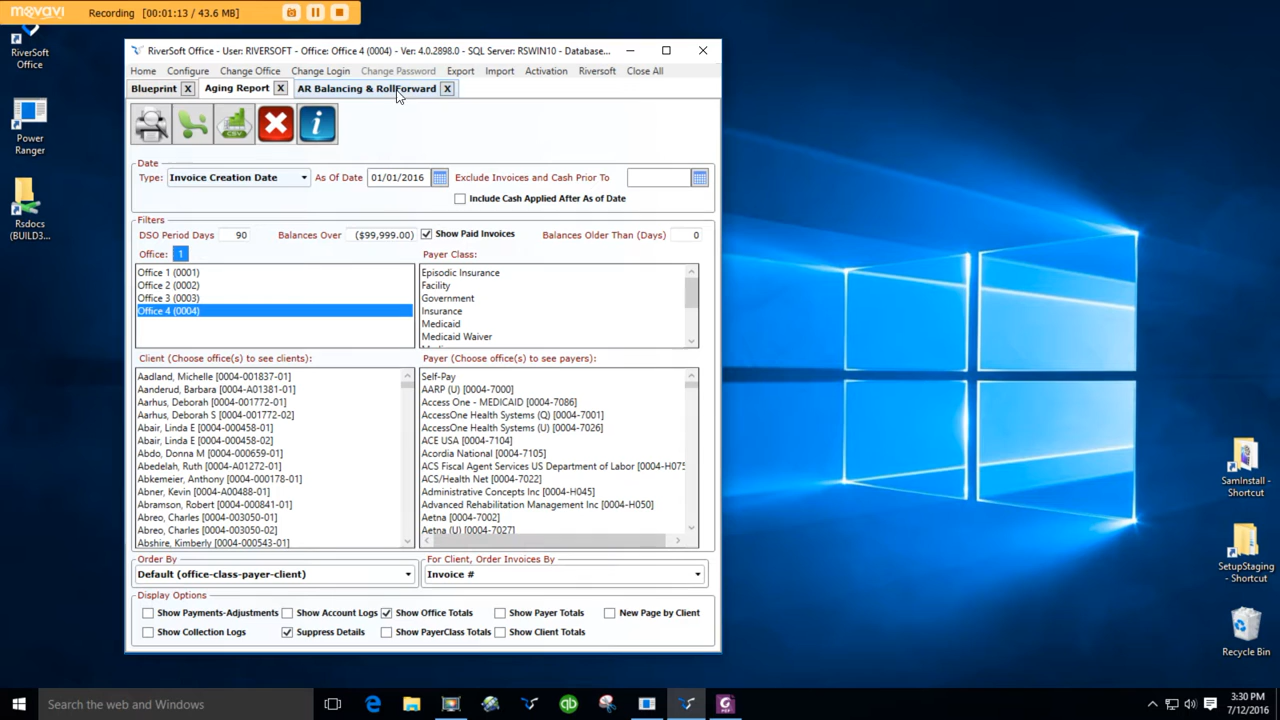 movavi Recording [00:01:13 / 43.6 MB]
RiverSoft
Office
Power
Ranger
Rsdocs
(BUILD3...
RiverSoft Office - User: RIVERSOFT - Office: Office 4 (0004) - Ver: 4.0.2898.0 - SQL Server: RSWIN10 - Database...
Home Configure Change Office Change Login Change Password Export Import Activation Riversoft Close All
Blueprint X Aging Report X AR Balancing & RollForward X
CSV
Date
Type: Invoice Creation Date As Of Date 01/01/2016 Exclude Invoices and Cash Prior To
Include Cash Applied After As of Date
Filters
DSO Period Days 90 Balances Over ($99,999.00) Show Paid Invoices Balances Older Than (Days) 0
Office: 1 Payer Class:
Office 1 (0001)
Office 2 (0002)
Office 3 (0003)
Office 4 (0004)
Episodic Insurance
Facility
Government
Insurance
Medicaid
Medicaid Waiver
Client (Choose office(s) to see clients): Payer (Choose office(s) to see payers):
Aadland, Michelle [0004-001837-01]
Aanderud, Barbara [0004-A01381-01]
Aarhus, Deborah [0004-001772-01]
Aarhus, Deborah S [0004-001772-02]
Abair, Linda E [0004-000458-01]
Abair, Linda E [0004-000458-02]
Abdo, Donna M [0004-000659-01]
Abedelah, Ruth [0004-A01272-01]
Abkemeier, Anthony [0004-000178-01]
Abner, Kevin [0004-A00488-01]
Abramson, Robert [0004-000841-01]
Abreo, Charles [0004-003050-01]
Abreo, Charles [0004-003050-02]
Abshire, Kimberly [0004-000543-01]
Self-Pay
AARP (U) [0004-7000]
Access One - MEDICAID [0004-7086]
AccessOne Health Systems (Q) [0004-7001]
AccessOne Health Systems (U) [0004-7026]
ACE USA [0004-7104]
Acordia National [0004-7105]
ACS Fiscal Agent Services US Department of Labor [0004-H075
ACS/Health Net [0004-7022]
Administrative Concepts Inc [0004-H045]
Advanced Rehabilitation Management Inc [0004-H050]
Aetna [0004-7002]
Aetna (U) [0004-7027]
Order By For Client, Order Invoices By
Default (office-class-payer-client) Invoice #
Display Options
Show Payments-Adjustments Show Account Logs Show Office Totals Show Payer Totals New Page by Client
Show Collection Logs Suppress Details Show PayerClass Totals Show Client Totals
SamInstall -
Shortcut
SetupStaging
- Shortcut
Recycle Bin
Search the web and Windows
3:30 PM
7/12/2016